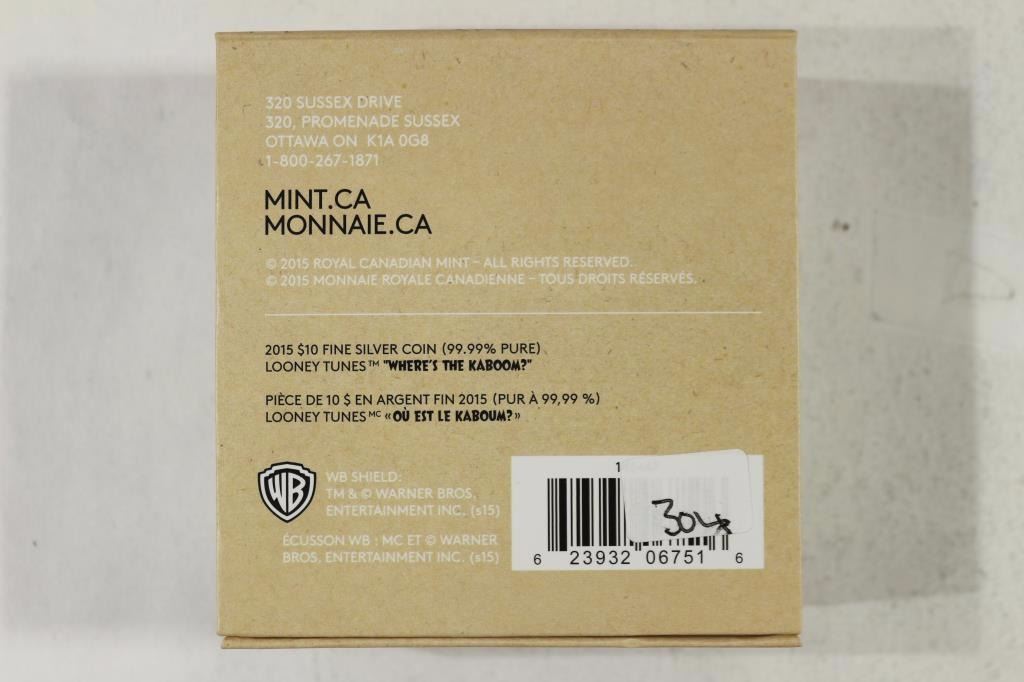 320 SUSSEX DRIVE
320, PROMENADE SUSSEX
OTTAWA ON K1A 0G8
1-800-267-1871
MINT.CA
MONNAIE.CA
© 2015 ROYAL CANADIAN MINT – ALL RIGHTS RESERVED.
© 2015 MONNAIE ROYALE CANADIENNE – TOUS DROITS RÉSERVÉS.
2015 $10 FINE SILVER COIN (99.99% PURE)
LOONEY TUNES™ "WHERE'S THE KABOOM?"
PIÈCE DE 10 $ EN ARGENT FIN 2015 (PUR À 99,99 %)
LOONEY TUNES MC «OÙ EST LE KABOUM?»
WB
WB SHIELD:
TM & © WARNER BROS.
ENTERTAINMENT INC. (s15)
ÉCUSSON WB : MC ET © WARNER
BROS. ENTERTAINMENT INC. (s15)
1
6 23932 06751 6